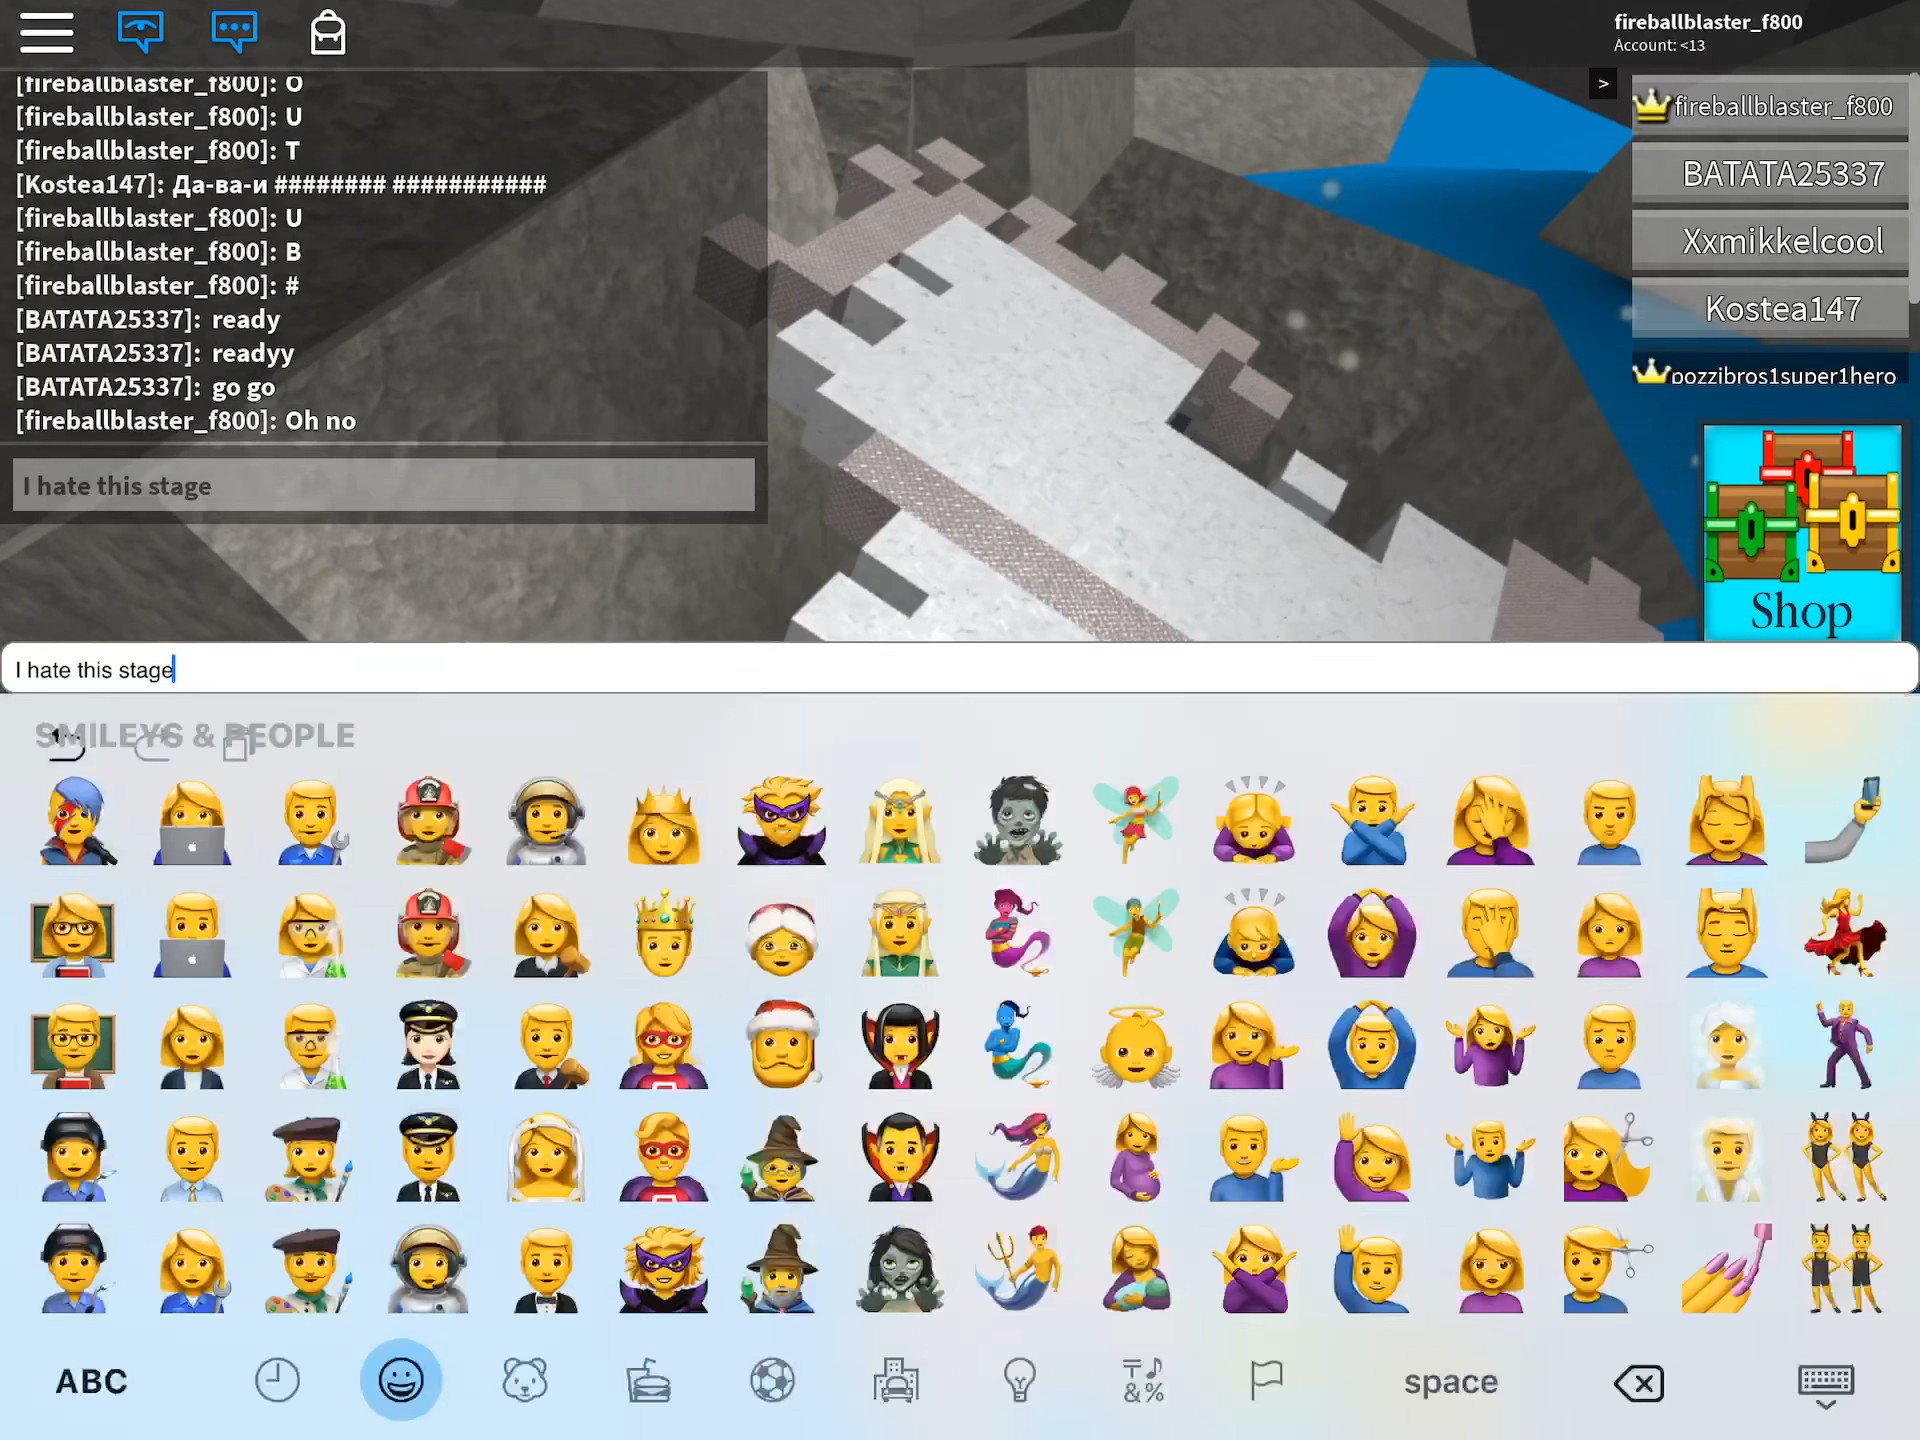 fireballblaster_f800
Account: <13
[fireballblaster_f800]: O
[fireballblaster_f800]: U
[fireballblaster_f800]: T
[Kostea147]: Да-ва-и ######## ###########
[fireballblaster_f800]: U
[fireballblaster_f800]: B
[fireballblaster_f800]: #
[BATATA25337]: ready
[BATATA25337]: readyy
[BATATA25337]: go go
[fireballblaster_f800]: Oh no
I hate this stage
>
fireballblaster_f800
BATATA25337
Xxmikkelcool
Kostea147
pozzibros1super1hero
Shop
I hate this stage
SMILEYS & PEOPLE
ABC
&%
space